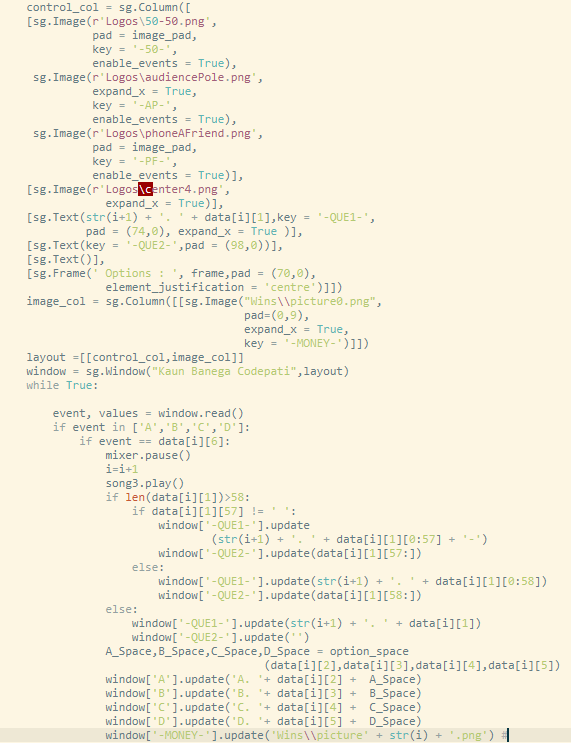 control_col = sg.Column([
[sg.Image(r'Logos\50-50.png',
pad = image_pad,
key = '-50-',
enable_events = True),
sg.Image(r'Logos\audiencePole.png',
expand_x = True,
key = '-AP-',
enable_events = True),
sg.Image(r'Logos\phoneAFriend.png',
pad = image_pad,
key = '-PF-',
enable_events = True)],
[sg.Image(r'Logos\center4.png',
expand_x = True)],
[sg.Text(str(i+1) + '. ' + data[i][1],key = '-QUE1-',
pad = (74,0), expand_x = True )],
[sg.Text(key = '-QUE2-',pad = (98,0))],
[sg.Text()],
[sg.Frame(' Options : ', frame,pad = (70,0),
element_justification = 'centre')]])
image_col = sg.Column([[sg.Image("Wins\\picture0.png",
pad=(0,9),
expand_x = True,
key = '-MONEY-')]])
layout =[[control_col,image_col]]
window = sg.Window("Kaun Banega Codepati",layout)
while True:
event, values = window.read()
if event in ['A','B','C','D']:
if event == data[i][6]:
mixer.pause()
i=i+1
song3.play()
if len(data[i][1])>58:
if data[i][1][57] != ' ':
window['-QUE1-'].update
(str(i+1) + '. ' + data[i][1][0:57] + '-')
window['-QUE2-'].update(data[i][1][57:])
else:
window['-QUE1-'].update(str(i+1) + '. ' + data[i][1][0:58])
window['-QUE2-'].update(data[i][1][58:])
else:
window['-QUE1-'].update(str(i+1) + '. ' + data[i][1])
window['-QUE2-'].update('')
A_Space,B_Space,C_Space,D_Space = option_space
(data[i][2],data[i][3],data[i][4],data[i][5])
window['A'].update('A. '+ data[i][2] + A_Space)
window['B'].update('B. '+ data[i][3] + B_Space)
window['C'].update('C. '+ data[i][4] + C_Space)
window['D'].update('D. '+ data[i][5] + D_Space)
window['-MONEY-'].update('Wins\\picture' + str(i) + '.png') #